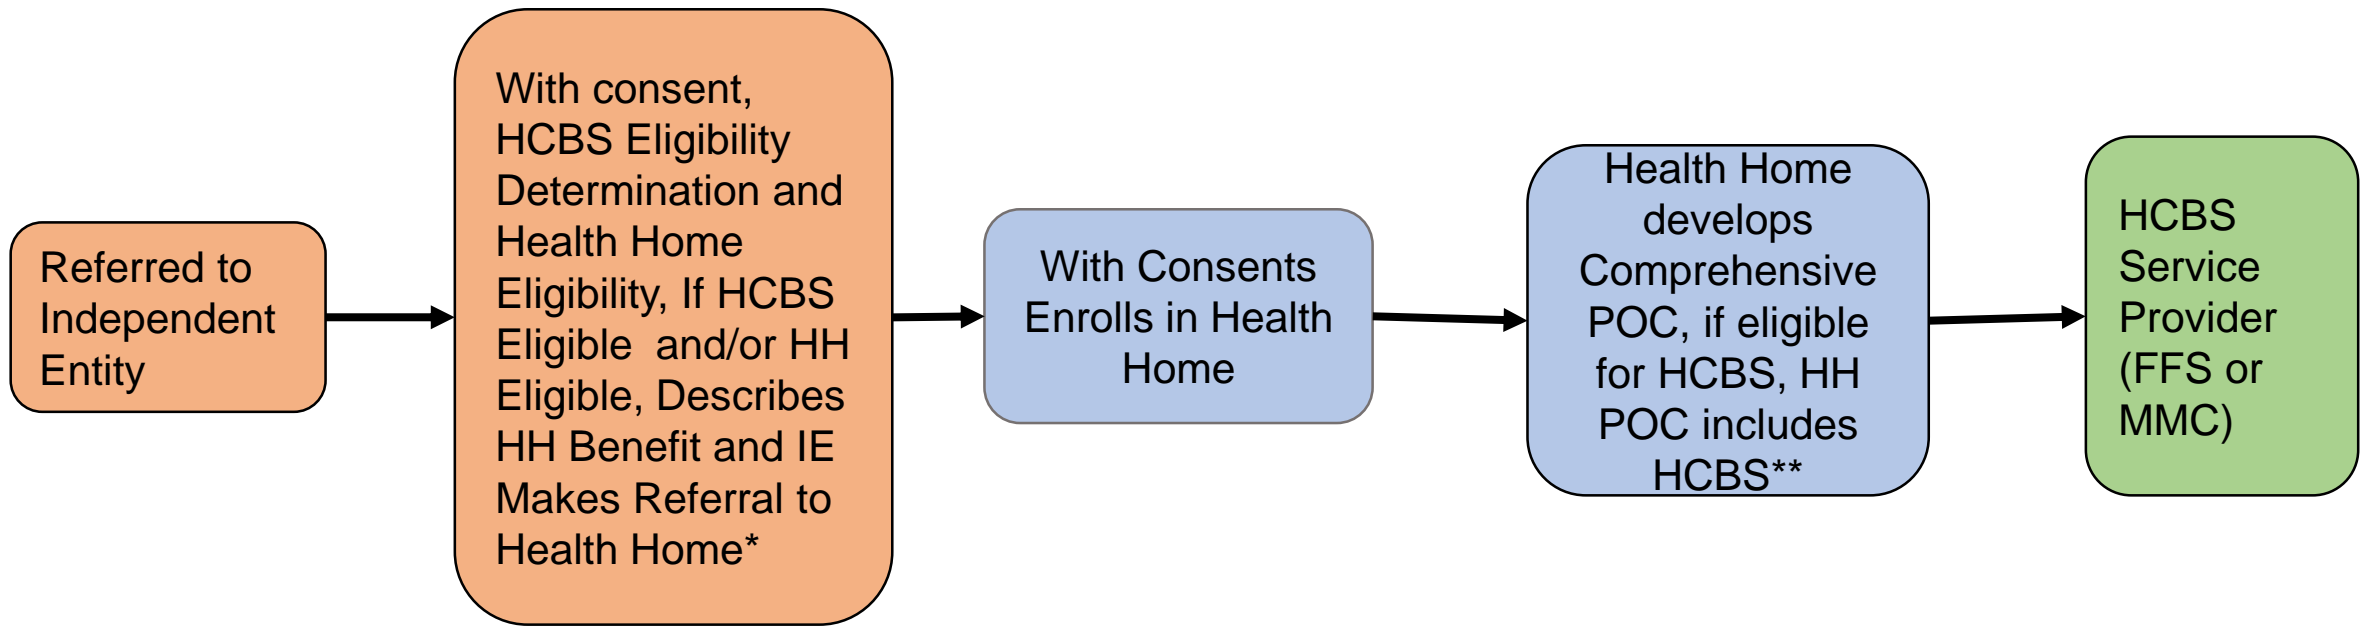 Referred to
Independent
Entity
With consent,
HCBS Eligibility
Determination and
Health Home
Eligibility, If HCBS
Eligible  and/or HH
Eligible, Describes
HH Benefit and IE
Makes Referral to
Health Home*
With Consents
Enrolls in Health
Home
Health Home
develops
Comprehensive
POC, if eligible
for HCBS, HH
POC includes
HCBS**
HCBS
Service
Provider
(FFS or
MMC)